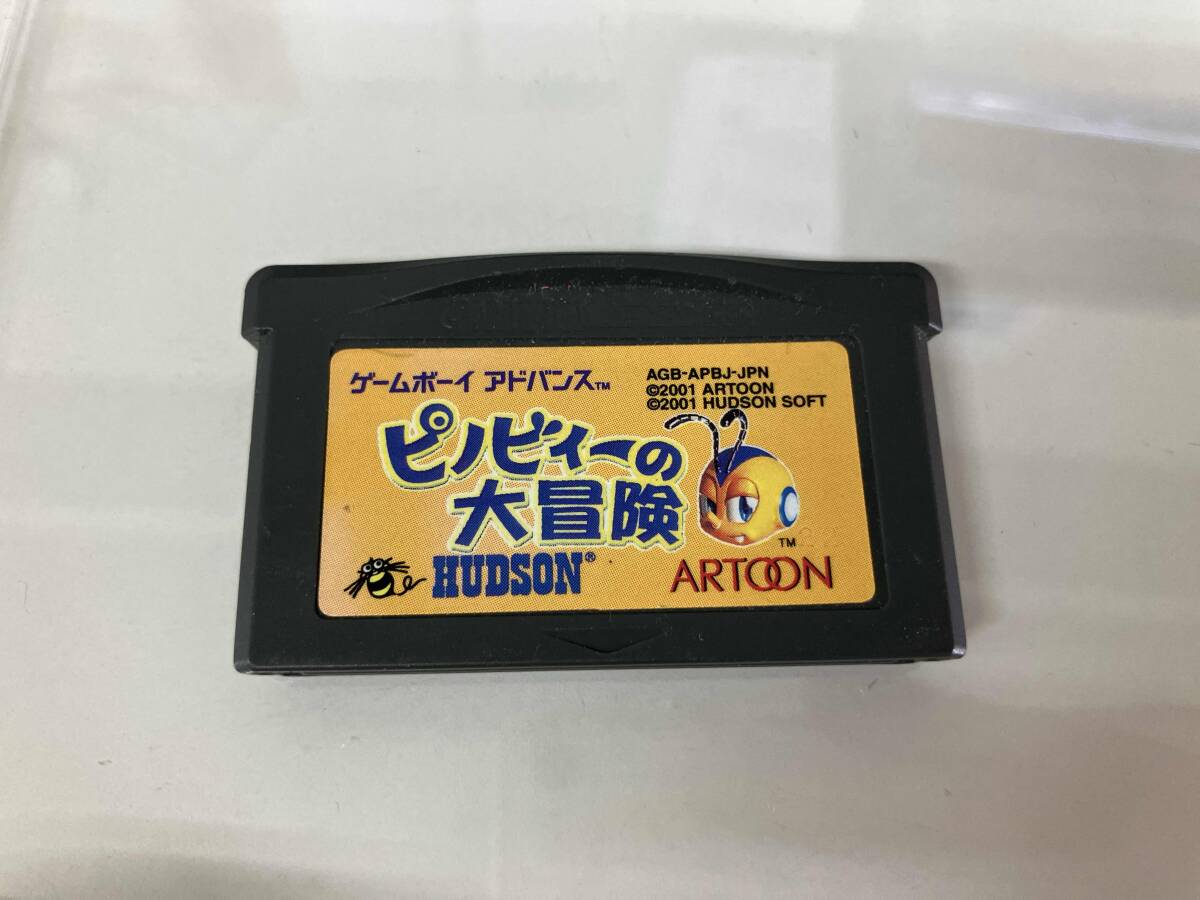 ゲームボーイ アドバンス™
AGB-APBJ-JPN
©2001 ARTOON
©2001 HUDSON SOFT
ピノビィーの
大冒険
TM
HUDSON®
ARTOON